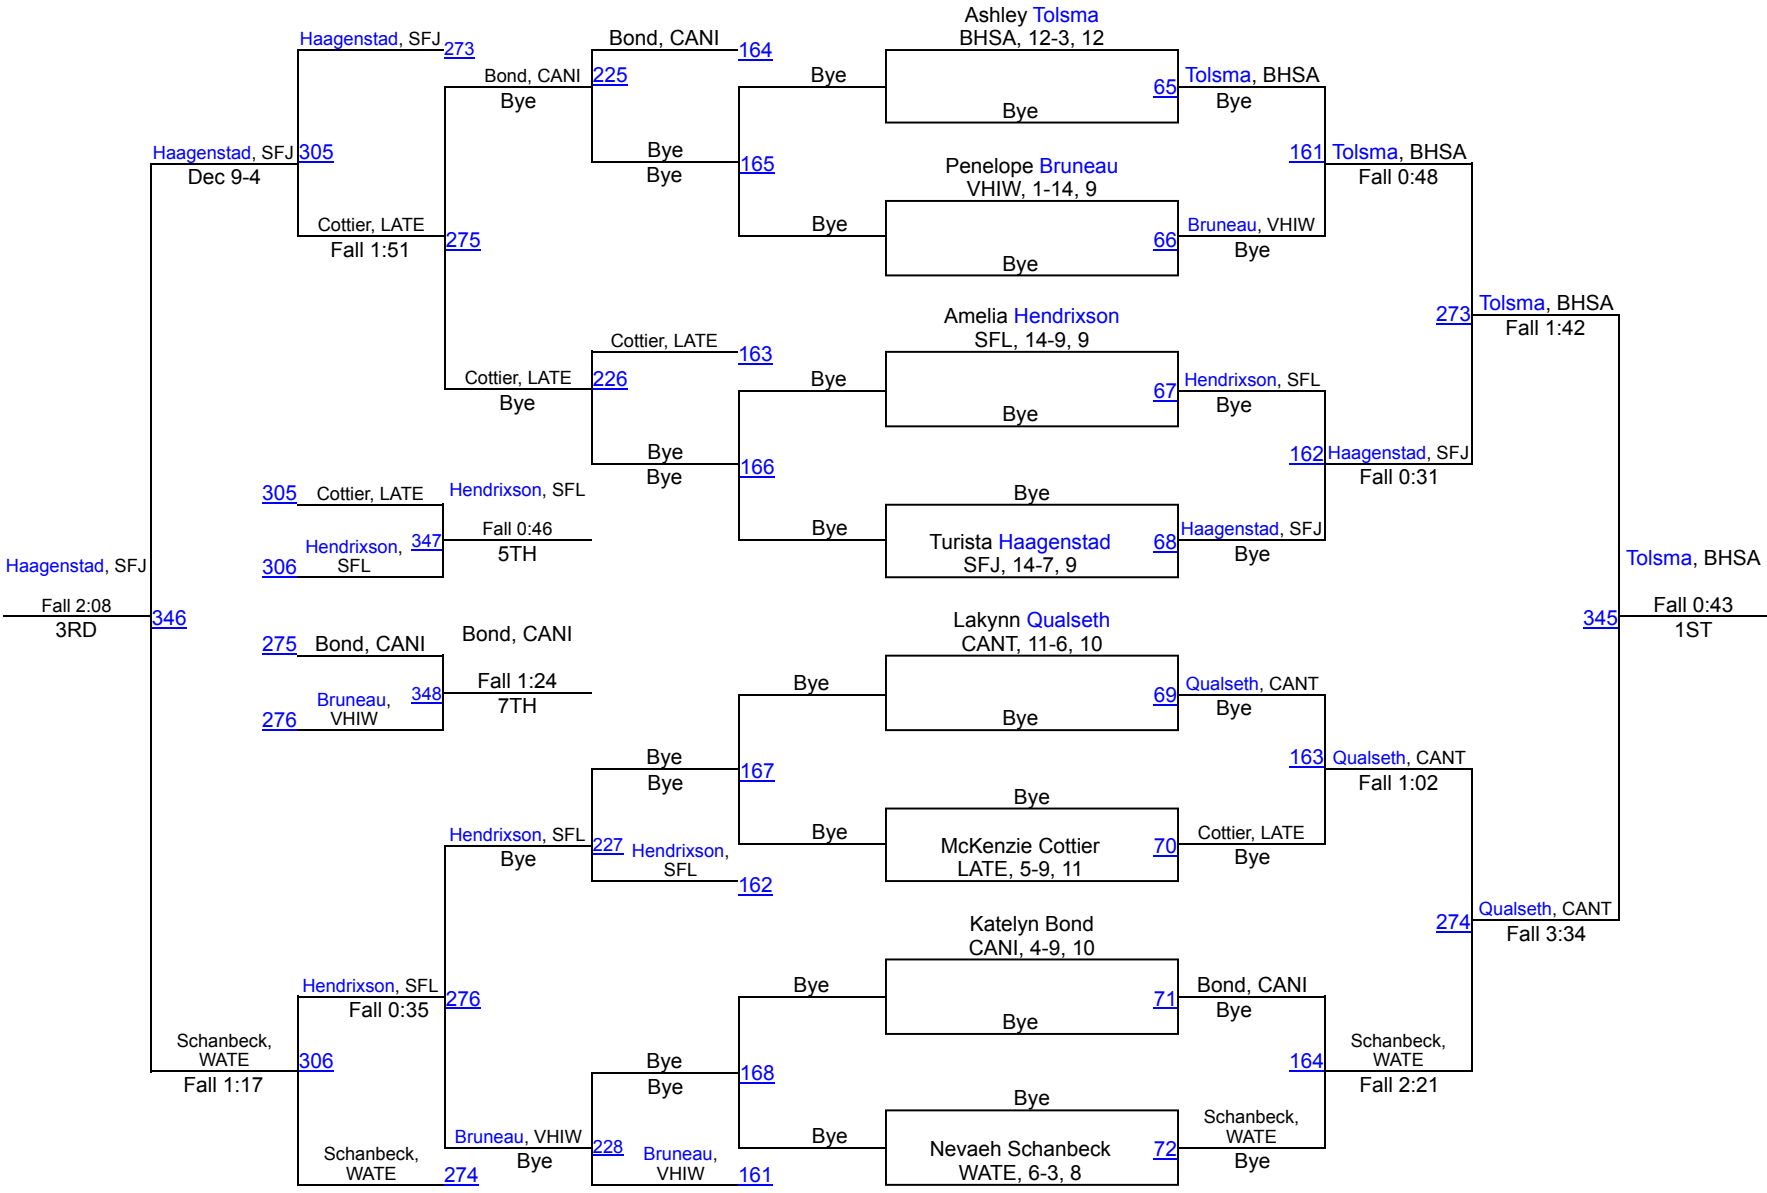 Ashley Tolsma
BHSA, 12-3, 12
Haagenstad, SFJ 273
Bond, CANI 164
Bond, CANI 225
Bye
Bye
65 Tolsma, BHSA
Bye
Bye
Haagenstad, SFJ 305
Dec 9-4
Bye
Bye
165
Penelope Bruneau
VHIW, 1-14, 9
161 Tolsma, BHSA
Fall 0:48
Cottier, LATE
Fall 1:51
275
Bye
66 Bruneau, VHIW
Bye
Bye
Amelia Hendrixson
SFL, 14-9, 9
273 Tolsma, BHSA
Fall 1:42
Cottier, LATE 163
Cottier, LATE 226
Bye
Bye
67 Hendrixson, SFL
Bye
Bye
Bye
Bye
166
162 Haagenstad, SFJ
Fall 0:31
305 Cottier, LATE
Hendrixson, SFL
Bye
Hendrixson,
SFL
306
347
Fall 0:46
5TH
Bye
Turista Haagenstad
SFJ, 14-7, 9
68 Haagenstad, SFJ
Bye
Haagenstad, SFJ
Fall 2:08
3RD
346
Tolsma, BHSA
345
Fall 0:43
1ST
Lakynn Qualseth
CANT, 11-6, 10
275 Bond, CANI
Bond, CANI
Bruneau,
VHIW
276
348
Fall 1:24
7TH
Bye
69 Qualseth, CANT
Bye
Bye
Bye
Bye
167
163 Qualseth, CANT
Fall 1:02
Bye
Hendrixson, SFL
Bye
227 Hendrixson,
SFL
162
Bye
McKenzie Cottier
LATE, 5-9, 11
70 Cottier, LATE
Bye
Katelyn Bond
CANI, 4-9, 10
274 Qualseth, CANT
Fall 3:34
Hendrixson, SFL
Fall 0:35
276
Bye
71 Bond, CANI
Bye
Bye
Schanbeck,
WATE
Fall 1:17
306
Bye
Bye
168
164
Schanbeck,
WATE
Fall 2:21
Bye
Schanbeck,
WATE
274
Bruneau, VHIW
Bye
228
Bruneau,
VHIW
161
Bye
Nevaeh Schanbeck
WATE, 6-3, 8
72
Schanbeck,
WATE
Bye